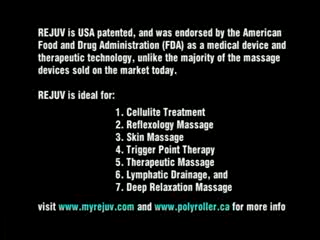 REJUV is USA patented, and was endorsed by the American
Food and Drug Administration (FDA) as a medical device and
therapeutic technology, unlike the majority of the massage
devices sold on the market today.
REJUV is ideal for:
1. Cellulite Treatment
2. Reflexology Massage
3. Skin Massage
4. Trigger Point Therapy
5. Therapeutic Massage
6. Lymphatic Drainage, and
7. Deep Relaxation Massage
visit www.myrejuv.com and www.polyroller.ca for more info